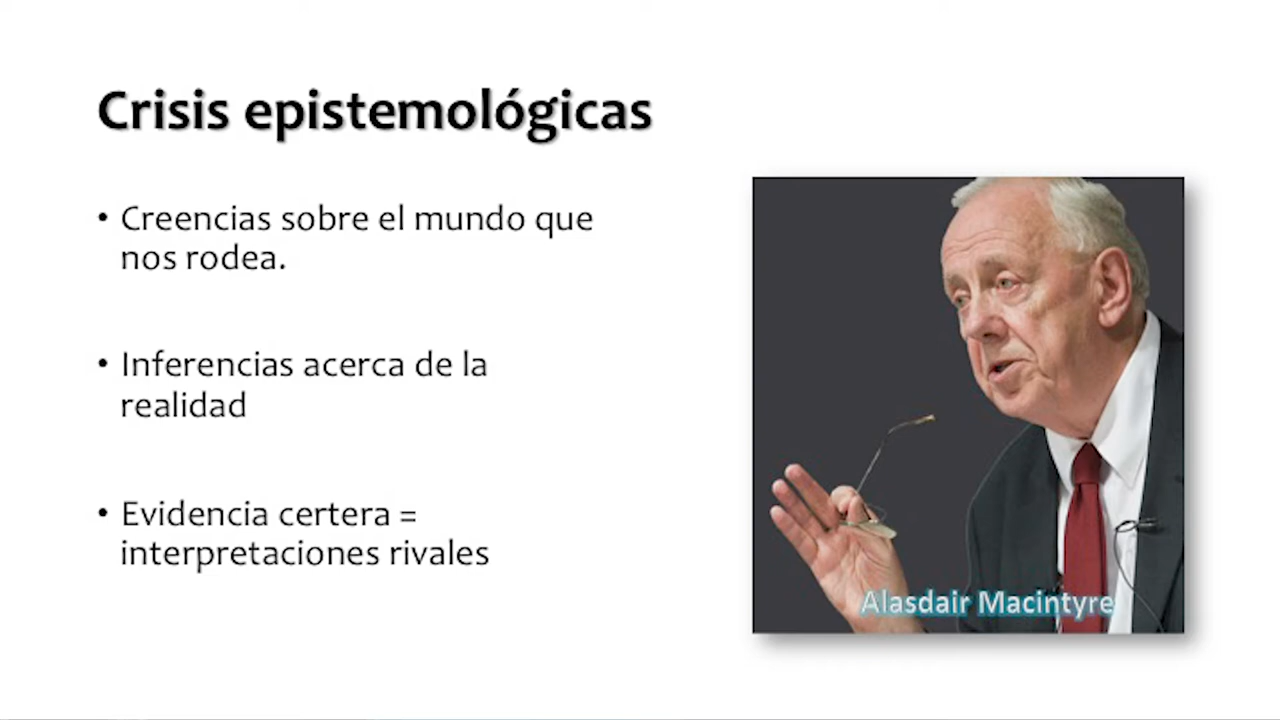 Crisis epistemológicas
• Creencias sobre el mundo que
nos rodea.
• Inferencias acerca de la
realidad
• Evidencia certera =
interpretaciones rivales
Alasdair Macintyre